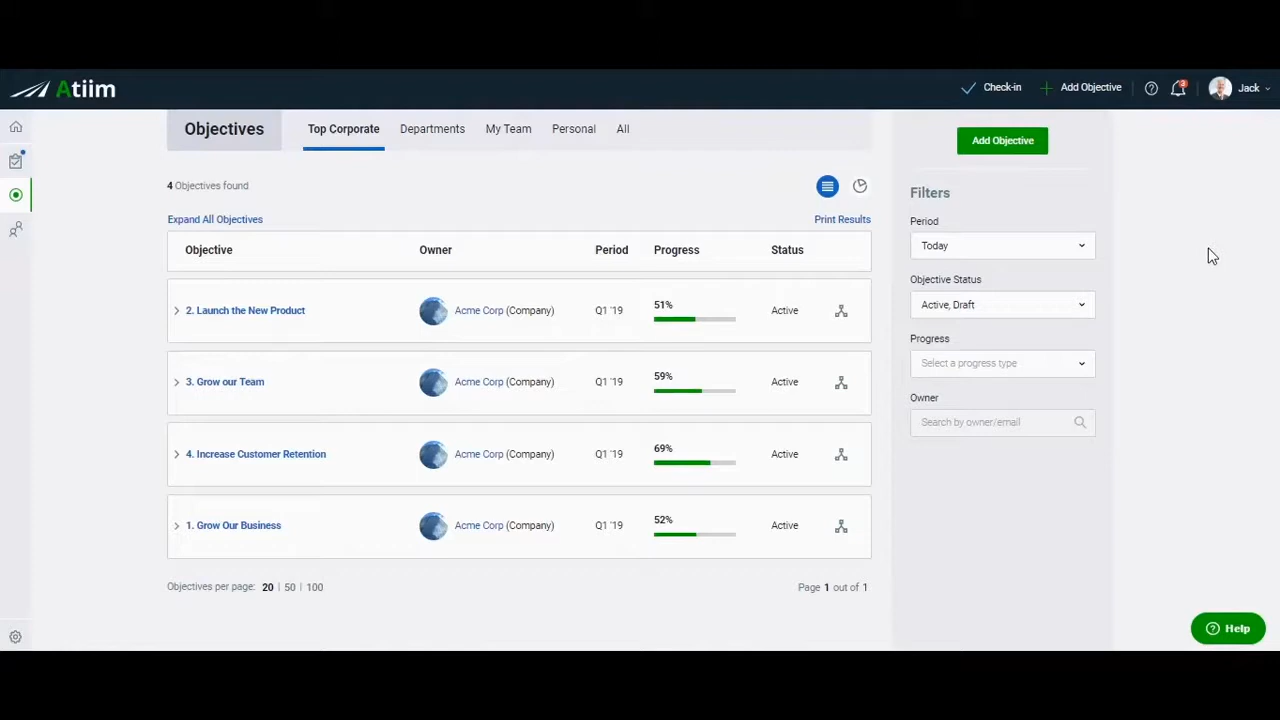 Atiim
Check-in
Add Objective
3
Jack
Objectives
Top Corporate
Departments
My Team
Personal
All
Add Objective
4 Objectives found
Filters
Expand All Objectives
Print Results
Period
Today
Objective Owner Period Progress Status
Objective Status
Active, Draft
2. Launch the New Product Acme Corp (Company) Q1 '19 51% Active
Progress
Select a progress type
3. Grow our Team Acme Corp (Company) Q1 '19 59% Active
Owner
Search by owner/email
4. Increase Customer Retention Acme Corp (Company) Q1 '19 69% Active
1. Grow Our Business Acme Corp (Company) Q1 '19 52% Active
Objectives per page: 20 | 50 | 100
Page 1 out of 1
Help